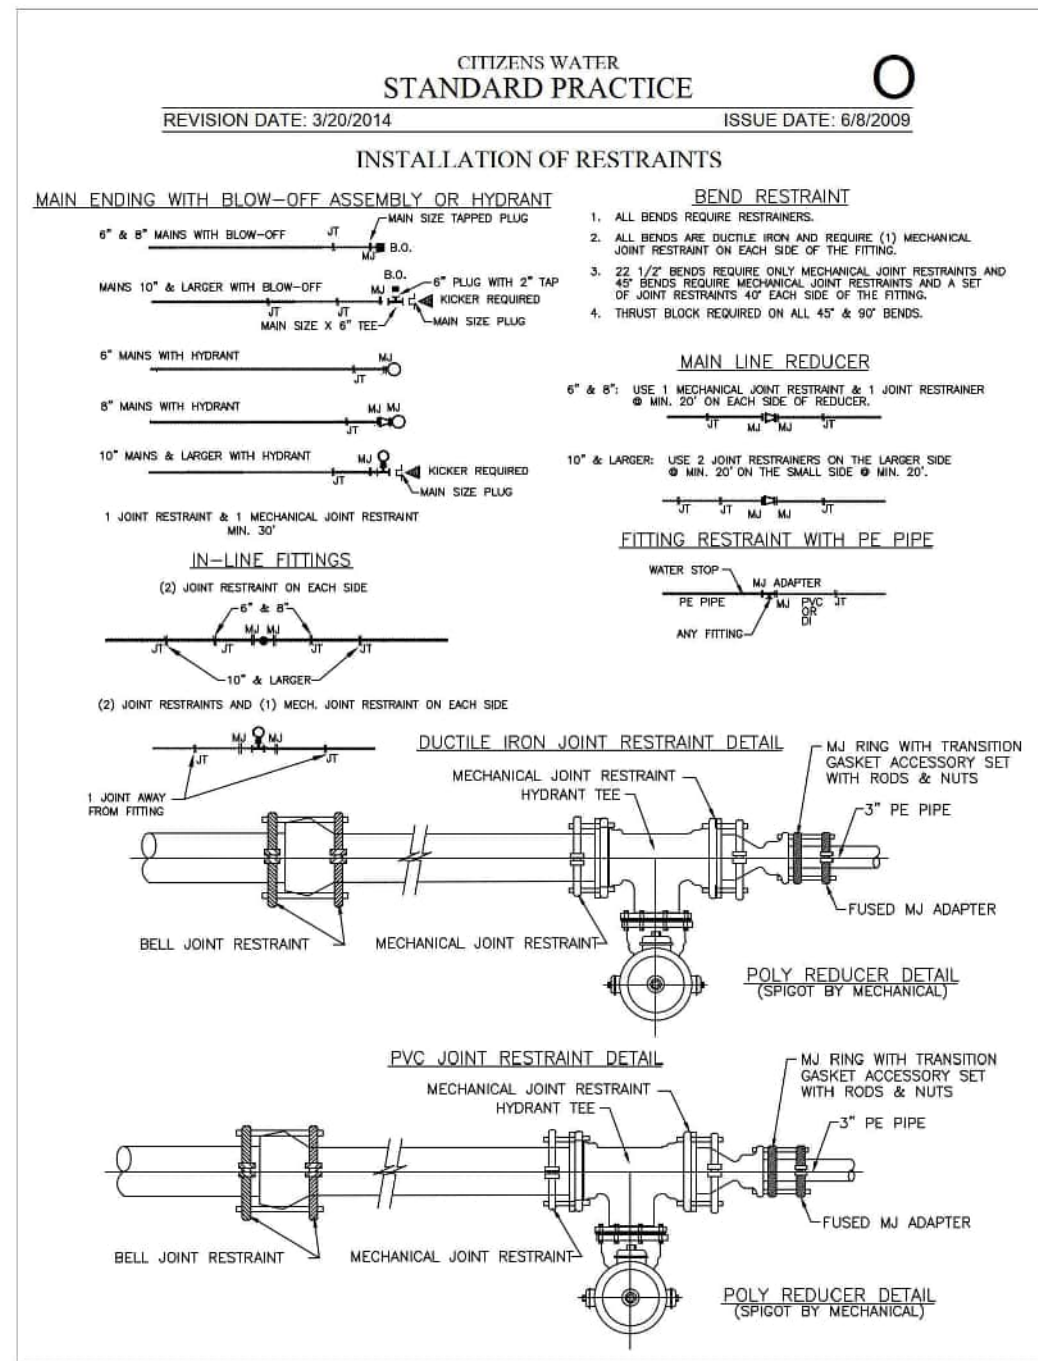 CITIZENS WATER
STANDARD PRACTICE
O
REVISION DATE: 3/20/2014
ISSUE DATE: 6/8/2009
INSTALLATION OF RESTRAINTS
MAIN ENDING WITH BLOW-OFF ASSEMBLY OR HYDRANT
MAIN SIZE TAPPED PLUG
6" & 8" MAINS WITH BLOW-OFF
JT
MJ
B.O.
B.O.
6" PLUG WITH 2" TAP
MAINS 10" & LARGER WITH BLOW-OFF
MJ
KICKER REQUIRED
JT
JT
MAIN SIZE X 6" TEE
MAIN SIZE PLUG
6" MAINS WITH HYDRANT
MJ
JT
8" MAINS WITH HYDRANT
MJ MJ
JT
10" MAINS & LARGER WITH HYDRANT
MJ
JT
KICKER REQUIRED
MAIN SIZE PLUG
1 JOINT RESTRAINT & 1 MECHANICAL JOINT RESTRAINT
MIN. 30'
IN-LINE FITTINGS
(2) JOINT RESTRAINT ON EACH SIDE
6" & 8"
MJ MJ
JT
JT
JT
JT
10" & LARGER
(2) JOINT RESTRAINTS AND (1) MECH. JOINT RESTRAINT ON EACH SIDE
MJ
MJ
JT
JT
1 JOINT AWAY
FROM FITTING
BEND RESTRAINT
1. ALL BENDS REQUIRE RESTRAINERS.
2. ALL BENDS ARE DUCTILE IRON AND REQUIRE (1) MECHANICAL
JOINT RESTRAINT ON EACH SIDE OF THE FITTING.
3. 22 1/2° BENDS REQUIRE ONLY MECHANICAL JOINT RESTRAINTS AND
45° BENDS REQUIRE MECHANICAL JOINT RESTRAINTS AND A SET
OF JOINT RESTRAINTS 40' EACH SIDE OF THE FITTING.
4. THRUST BLOCK REQUIRED ON ALL 45° & 90° BENDS.
MAIN LINE REDUCER
6" & 8": USE 1 MECHANICAL JOINT RESTRAINT & 1 JOINT RESTRAINER
@ MIN. 20' ON EACH SIDE OF REDUCER.
JT
MJ
MJ
JT
10" & LARGER: USE 2 JOINT RESTRAINERS ON THE LARGER SIDE
@ MIN. 20' ON THE SMALL SIDE @ MIN. 20'.
JT
JT
MJ
MJ
JT
FITTING RESTRAINT WITH PE PIPE
WATER STOP
MJ ADAPTER
PE PIPE
MJ
PVC
OR
DI
JT
ANY FITTING
DUCTILE IRON JOINT RESTRAINT DETAIL
MECHANICAL JOINT RESTRAINT
HYDRANT TEE
MJ RING WITH TRANSITION
GASKET ACCESSORY SET
WITH RODS & NUTS
3" PE PIPE
FUSED MJ ADAPTER
BELL JOINT RESTRAINT
MECHANICAL JOINT RESTRAINT
POLY REDUCER DETAIL
(SPIGOT BY MECHANICAL)
PVC JOINT RESTRAINT DETAIL
MECHANICAL JOINT RESTRAINT
HYDRANT TEE
MJ RING WITH TRANSITION
GASKET ACCESSORY SET
WITH RODS & NUTS
3" PE PIPE
FUSED MJ ADAPTER
BELL JOINT RESTRAINT
MECHANICAL JOINT RESTRAINT
POLY REDUCER DETAIL
(SPIGOT BY MECHANICAL)